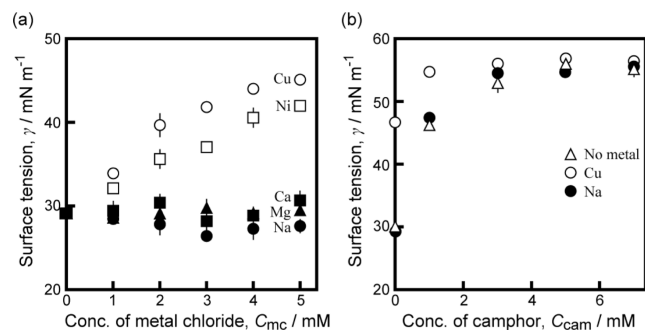 (a)
50
40
30
20
Surface tension, γ / mN m⁻¹
Cu
Ni
Ca
Mg
Na
0 1 2 3 4 5
Conc. of metal chloride, Cmc / mM
(b)
60
50
40
30
20
Surface tension, γ / mN m⁻¹
No metal
Cu
Na
0 2 4 6
Conc. of camphor, Ccam / mM